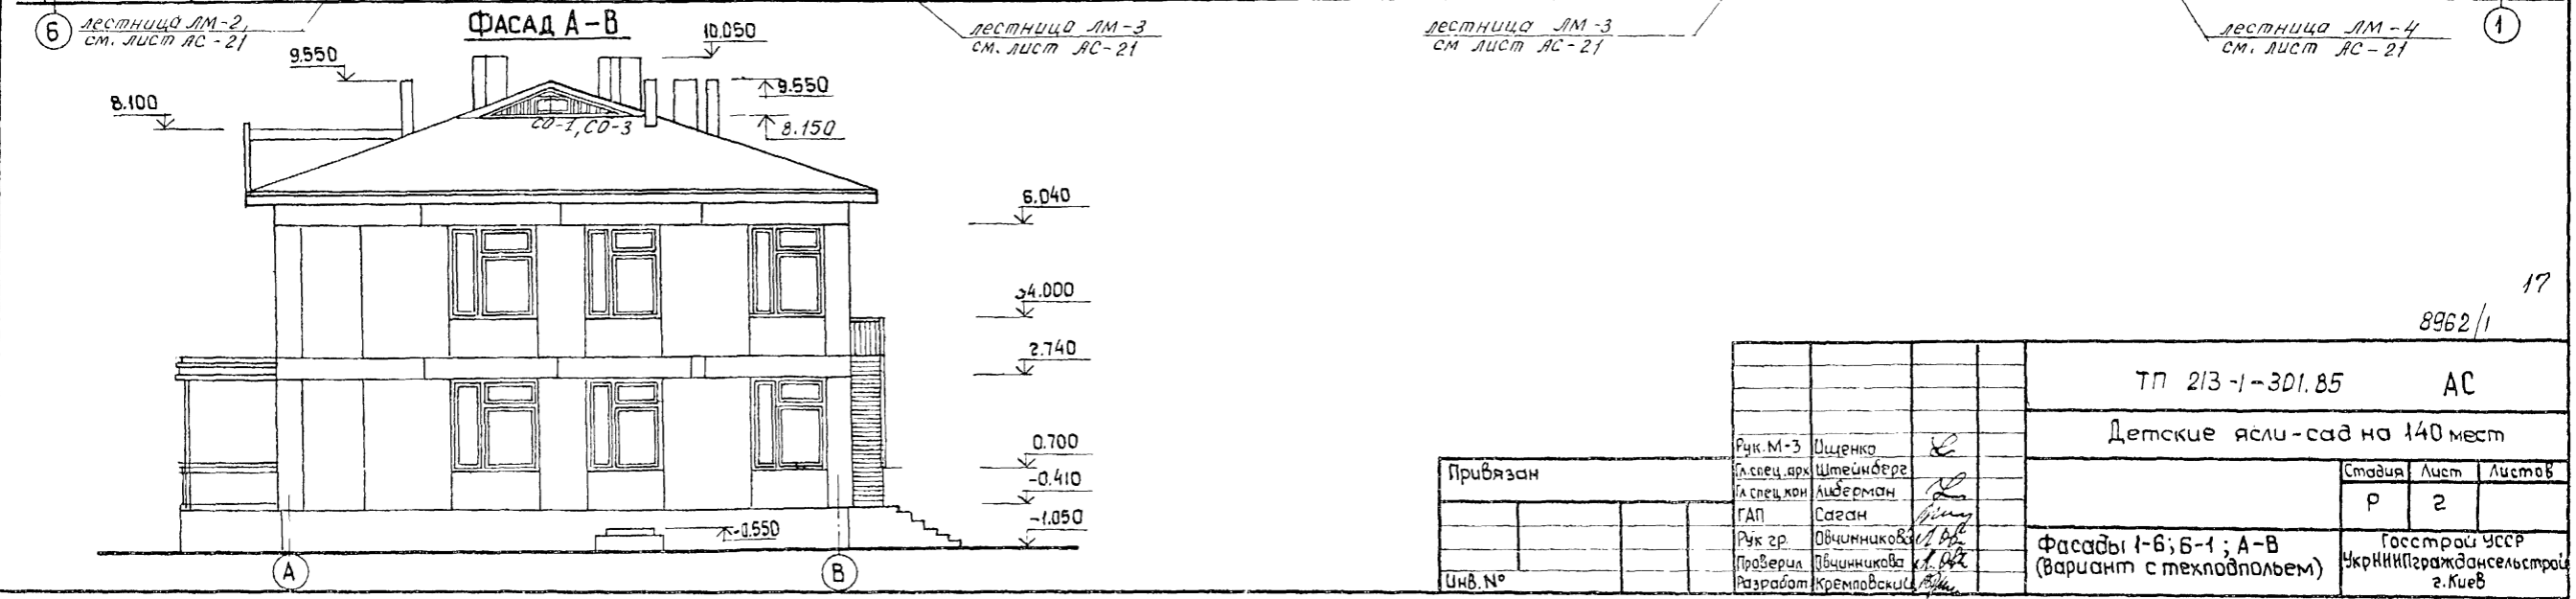 6
лестница ЛМ-2,
см. лист АС-21
ФАСАД А-В
лестница ЛМ-3
см. лист АС-21
лестница ЛМ-3
см лист АС-21
лестница ЛМ-4
см. лист АС-21
1
10.050
9.550
8.100
9.550
8.150
СО-1, СО-3
6.040
4.000
2.740
0.700
-0.410
-0.550
-1.050
А
В
17
8962/1
ТП 213-1-301.85 АС
Детские ясли-сад на 140 мест
Привязан
Инв. №
Рук. М-3 Ищенко
Гл. спец. арх Штейнберг
Гл спец кон Либерман
ГАП Саган
Рук гр. Овчинникова
Проверил Овчинникова
Разработ Кремповский
Стадия Лист Листов
Р 2
Фасады 1-6; 6-1; А-В
(Вариант с техподпольем)
Госстрой УССР
УкрНИИПграждансельстрой
г. Киев